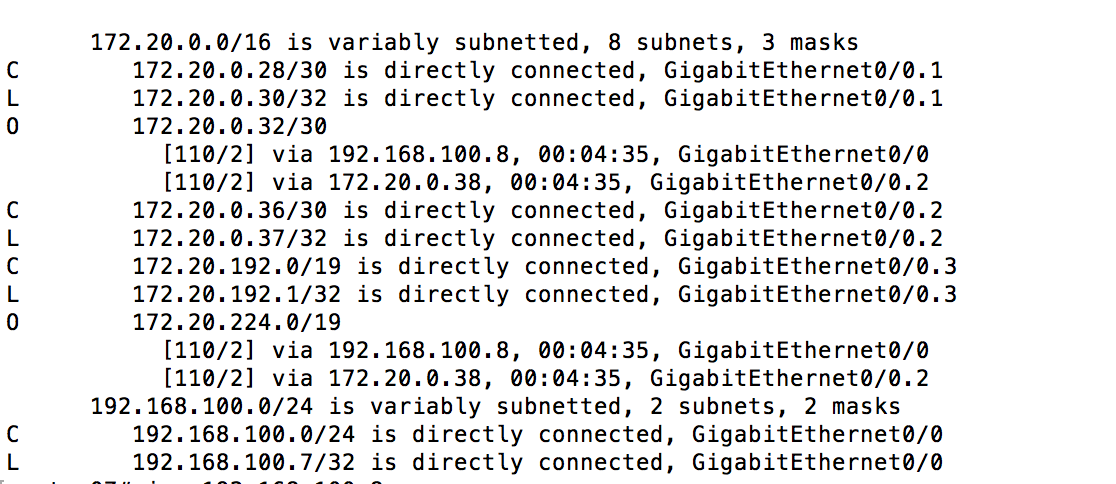 172.20.0.0/16 is variably subnetted, 8 subnets, 3 masks
C 172.20.0.28/30 is directly connected, GigabitEthernet0/0.1
L 172.20.0.30/32 is directly connected, GigabitEthernet0/0.1
O 172.20.0.32/30
[110/2] via 192.168.100.8, 00:04:35, GigabitEthernet0/0
[110/2] via 172.20.0.38, 00:04:35, GigabitEthernet0/0.2
C 172.20.0.36/30 is directly connected, GigabitEthernet0/0.2
L 172.20.0.37/32 is directly connected, GigabitEthernet0/0.2
C 172.20.192.0/19 is directly connected, GigabitEthernet0/0.3
L 172.20.192.1/32 is directly connected, GigabitEthernet0/0.3
O 172.20.224.0/19
[110/2] via 192.168.100.8, 00:04:35, GigabitEthernet0/0
[110/2] via 172.20.0.38, 00:04:35, GigabitEthernet0/0.2
192.168.100.0/24 is variably subnetted, 2 subnets, 2 masks
C 192.168.100.0/24 is directly connected, GigabitEthernet0/0
L 192.168.100.7/32 is directly connected, GigabitEthernet0/0